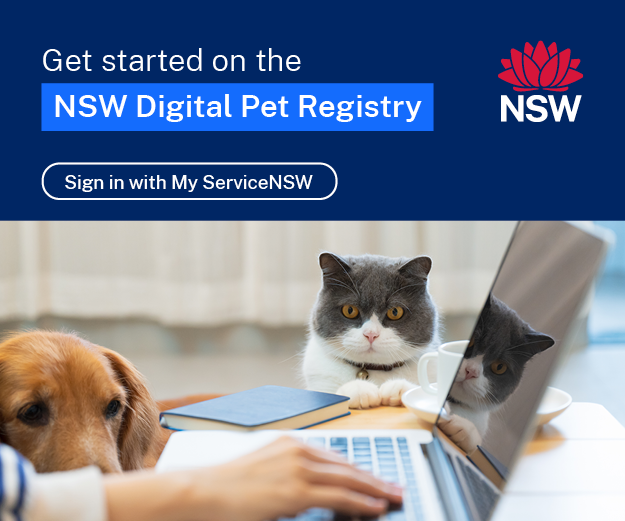 Get started on the
NSW Digital Pet Registry
NSW
Sign in with My ServiceNSW